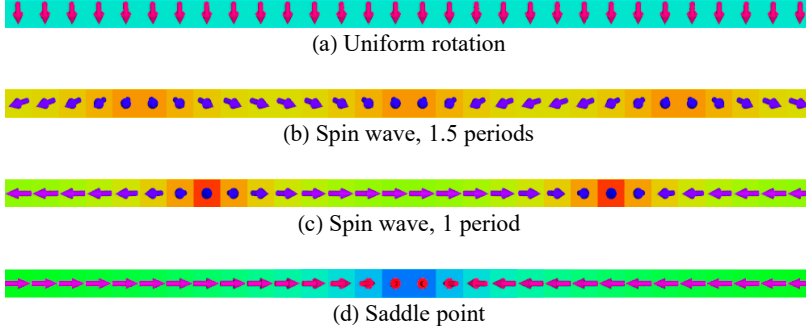 (a) Uniform rotation
(b) Spin wave, 1.5 periods
(c) Spin wave, 1 period
(d) Saddle point